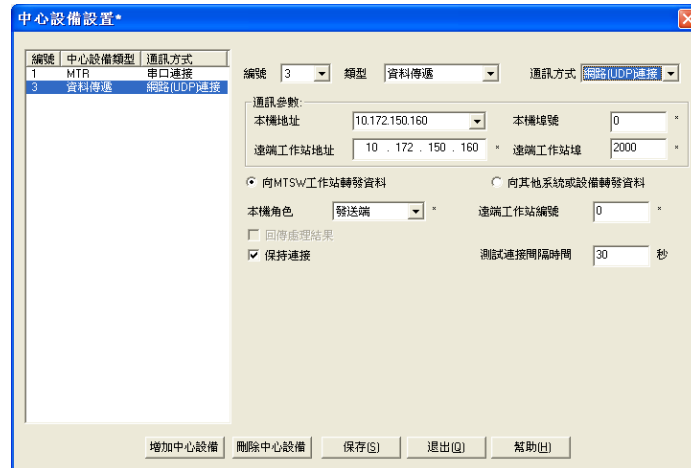 中心設備設置*
編號 中心設備類型 通訊方式
1 MTR 串口連接
3 資料傳遞 網路(UDP)連接
編號 3 類型 資料傳遞 通訊方式 網路(UDP)連接
通訊參數:
本機地址 10.172.150.160 本機埠號 0 *
遠端工作站地址 10 . 172 . 150 . 160 * 遠端工作站埠 2000 *
向MTSW工作站轉發資料 向其他系統或設備轉發資料
本機角色 發送端 * 遠端工作站編號 0 *
回傳處理結果
保持連接 測試連接間隔時間 30 秒
增加中心設備 刪除中心設備 保存(S) 退出(Q) 幫助(H)